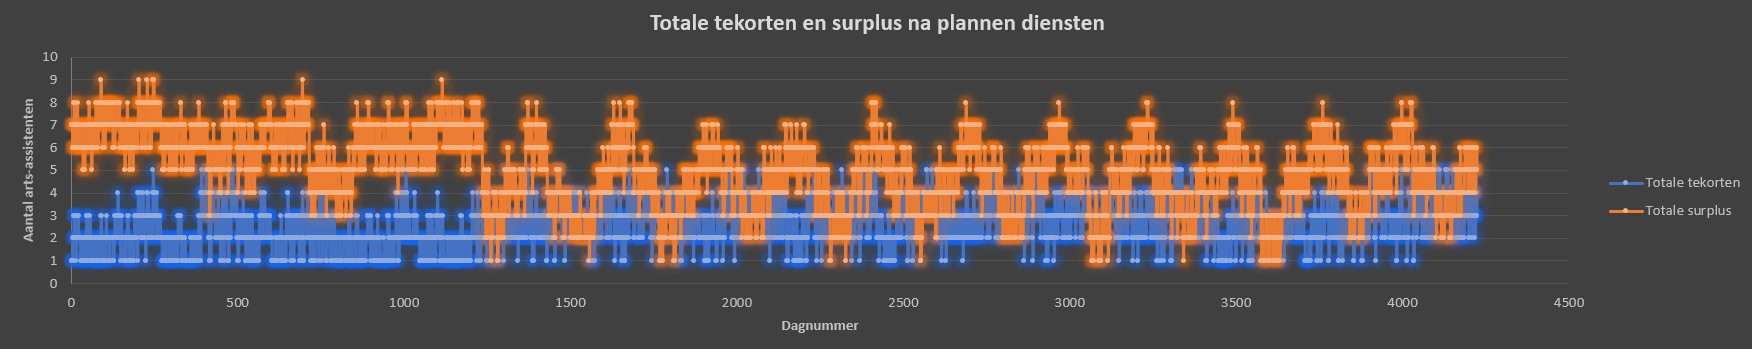 Totale tekorten en surplus na plannen diensten
Aantal arts-assistenten
10
9
8
7
6
5
4
3
2
1
0
0 500 1000 1500 2000 2500 3000 3500 4000 4500
Dagnummer
Totale tekorten
Totale surplus